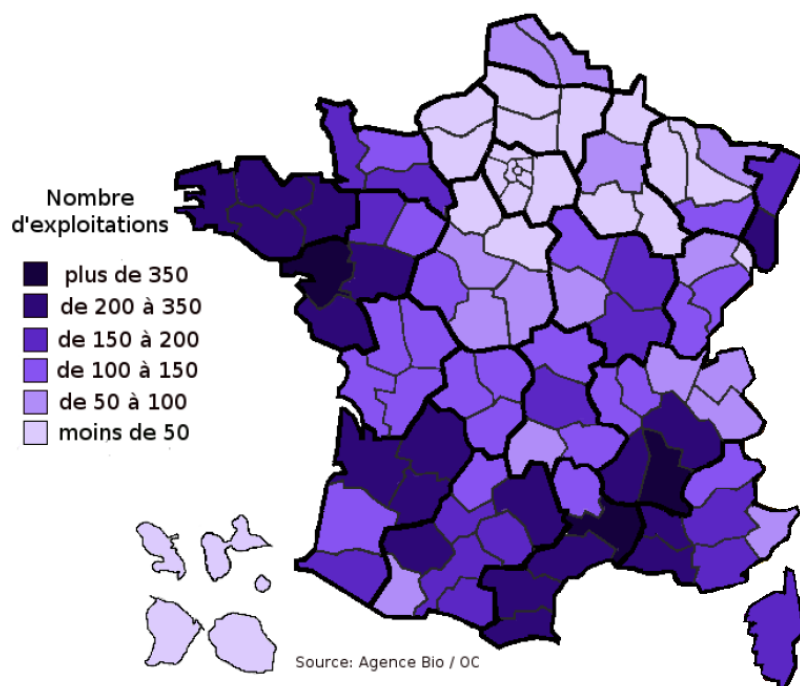 Nombre
d'exploitations
plus de 350
de 200 à 350
de 150 à 200
de 100 à 150
de 50 à 100
moins de 50
Source: Agence Bio / OC